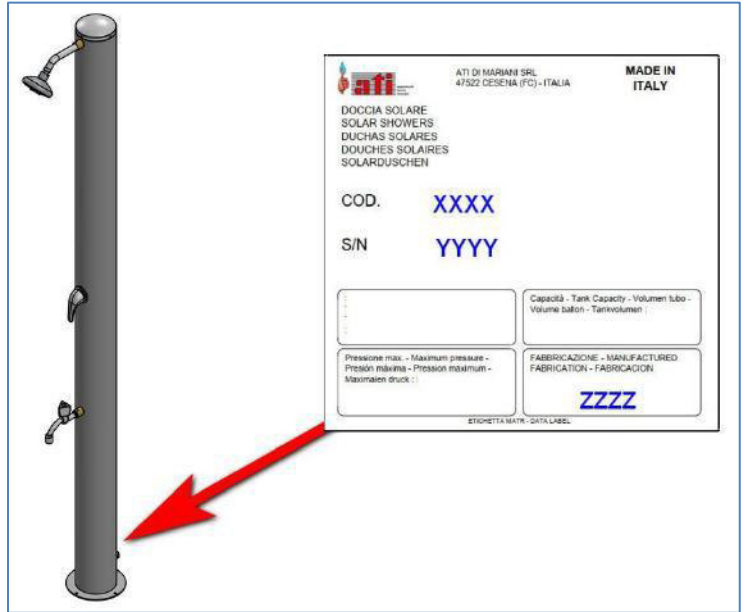 ati
ATI DI MARIANI SRL
47522 CESENA (FC) - ITALIA
MADE IN
ITALY
DOCCIA SOLARE
SOLAR SHOWERS
DUCHAS SOLARES
DOUCHES SOLAIRES
SOLARDUSCHEN
COD. XXXX
S/N YYYY
Capacitá - Tank Capacity - Volumen tubo -
Volume ballon - Tankvolumen :
Pressione max. - Maximum pressure -
Presión máxima - Pression maximum -
Maximalen druck : :
FABBRICAZIONE - MANUFACTURED
FABRICATION - FABRICACION
ZZZZ
ETICHETTA MATR - DATA LABEL